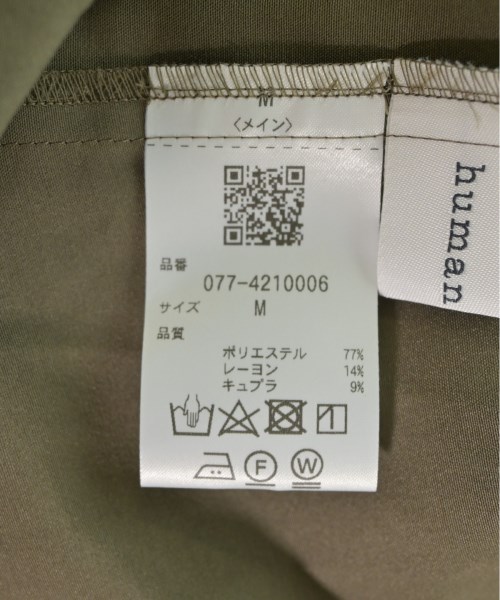 M
〈メイン〉
品番
077-4210006
サイズ M
品質
ポリエステル 77%
レーヨン 14%
キュプラ 9%
F W
human